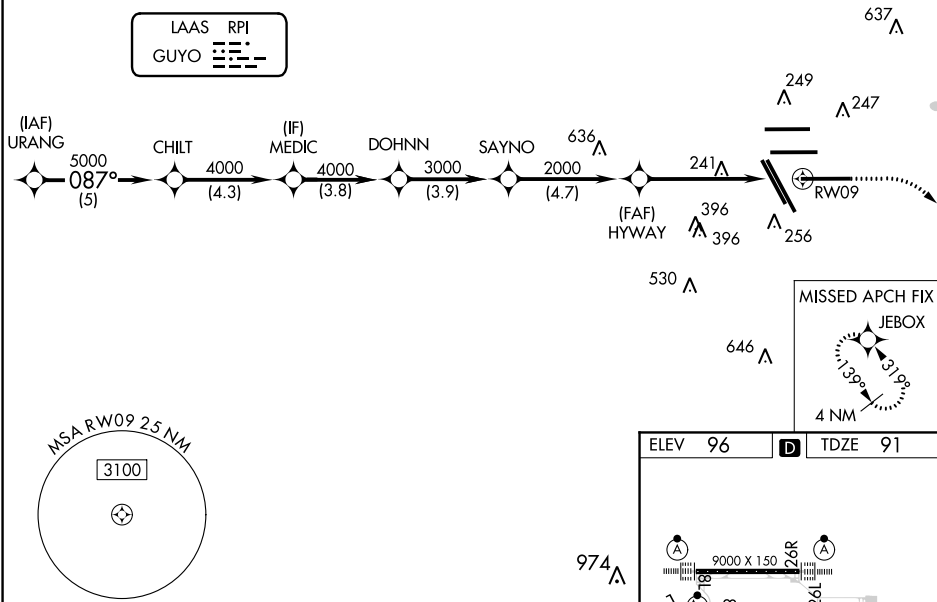 LAAS RPI
GUYO
637
249
247
(IAF)
URANG
5000
087°
(5)
CHILT
4000
(4.3)
(IF)
MEDIC
4000
(3.8)
DOHNN
3000
(3.9)
SAYNO
2000
(4.7)
636
(FAF)
HYWAY
241
RW09
396
396
256
530
646
MISSED APCH FIX
JEBOX
139°
319°
4 NM
MSA RW09 25 NM
3100
ELEV 96
D
TDZE 91
974
A
9000 X 150
26R
A
18
26L